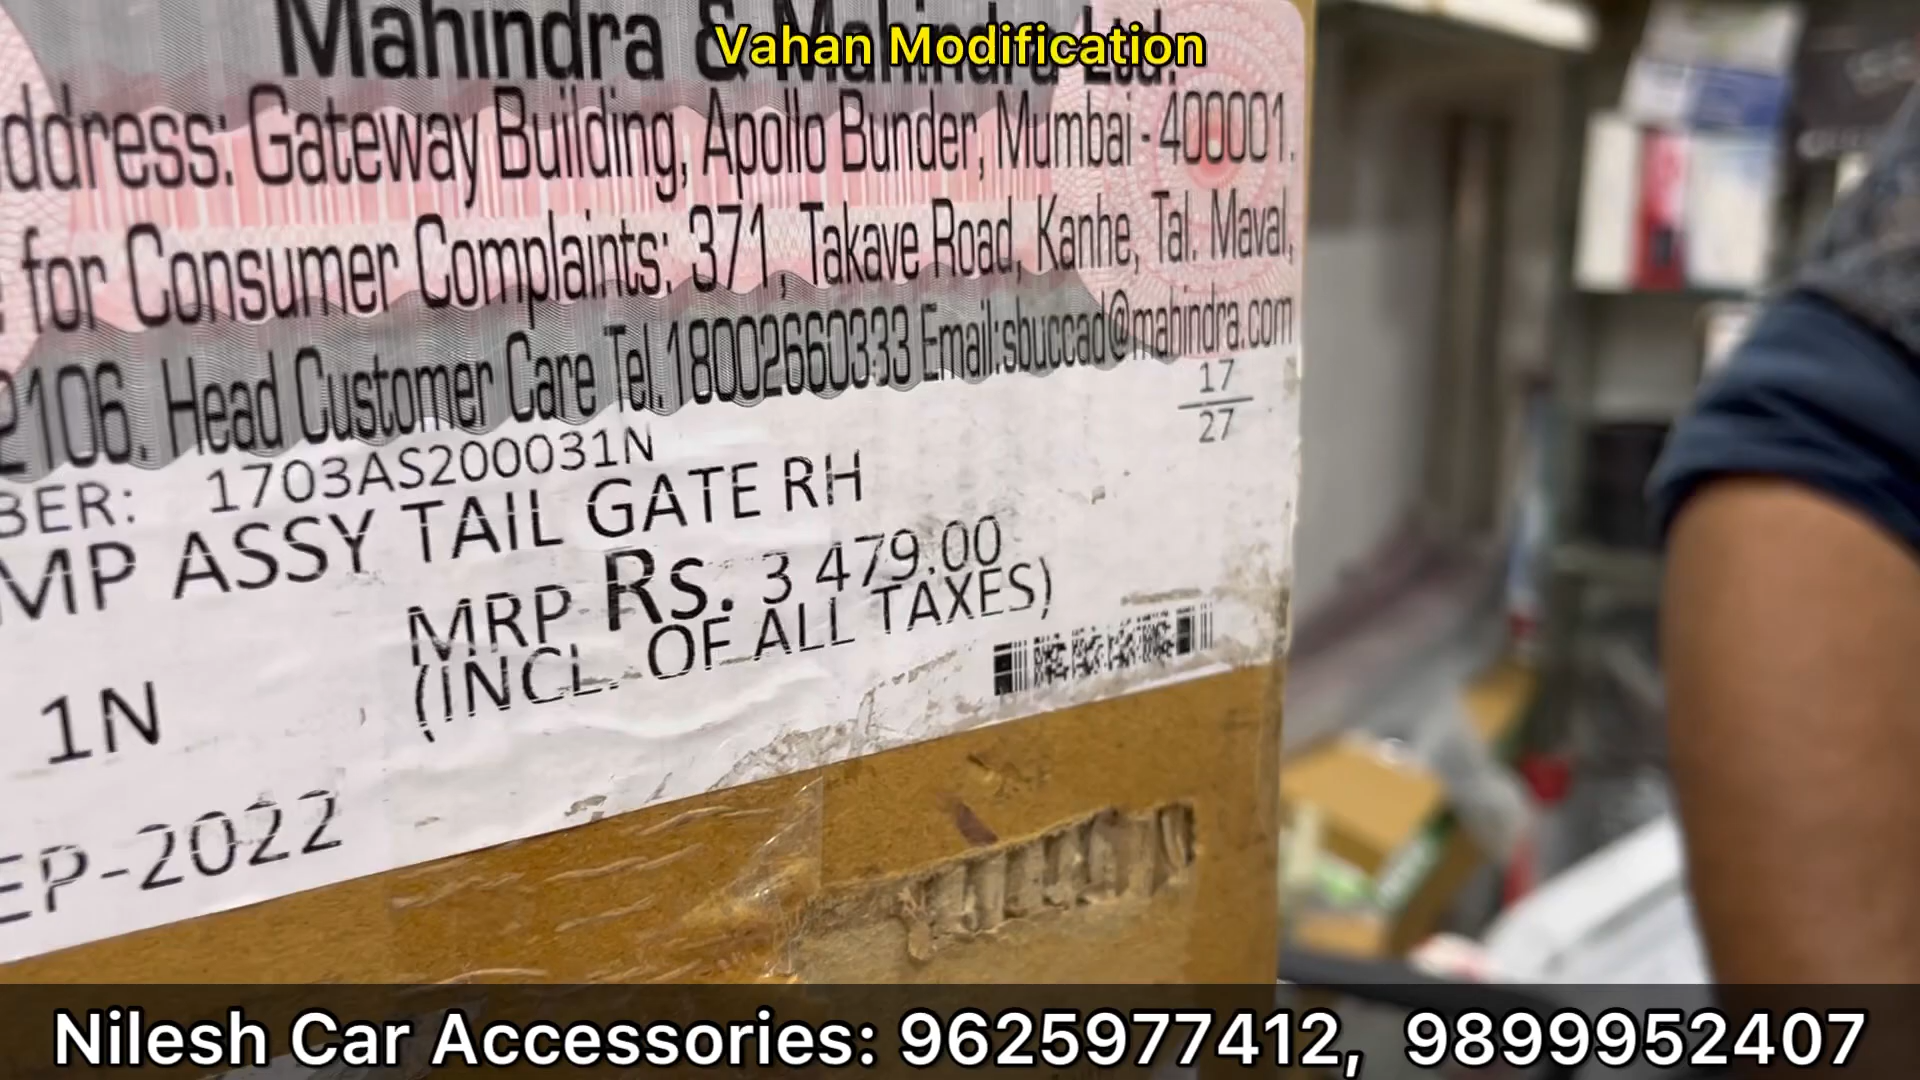 Vahan Modification
Mahindra & Mahindra Ltd.
ddress: Gateway Building, Apollo Bunder, Mumbai - 400001.
for Consumer Complaints: 371, Takave Road, Kanhe, Tal. Maval,
2106. Head Customer Care Tel.18002660333 Email:sbuccad@mahindra.com
17
27
BER: 1703AS200031N
MP ASSY TAIL GATE RH
MRP Rs. 3 479.00
(INCL. OF ALL TAXES)
1N
EP-2022
Nilesh Car Accessories: 9625977412, 9899952407